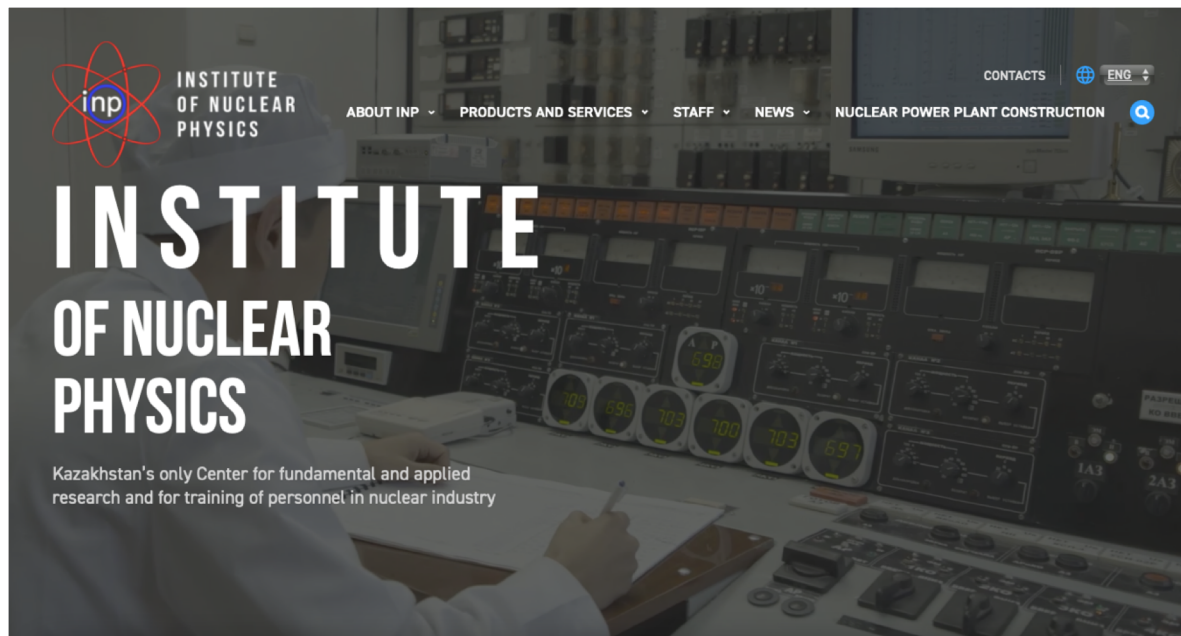 inp
INSTITUTE
OF NUCLEAR
PHYSICS
CONTACTS
ENG
ABOUT INP
PRODUCTS AND SERVICES
STAFF
NEWS
NUCLEAR POWER PLANT CONSTRUCTION
INSTITUTE
OF NUCLEAR
PHYSICS
Kazakhstan's only Center for fundamental and applied
research and for training of personnel in nuclear industry
А Р
698
709
696
703
700
703
697
1АЗ
2АЗ